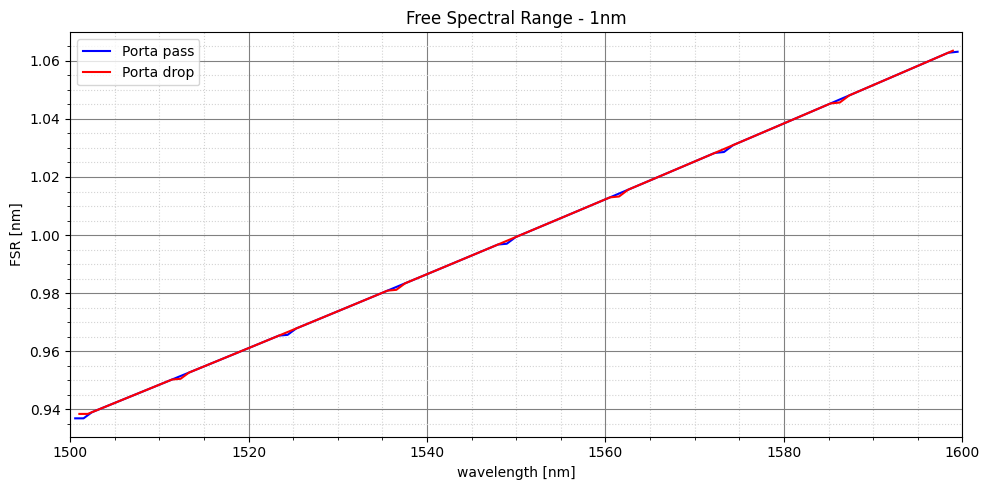 Free Spectral Range - 1nm
Porta pass
Porta drop
FSR [nm]
1.06
1.04
1.02
1.00
0.98
0.96
0.94
1500 1520 1540 1560 1580 1600
wavelength [nm]